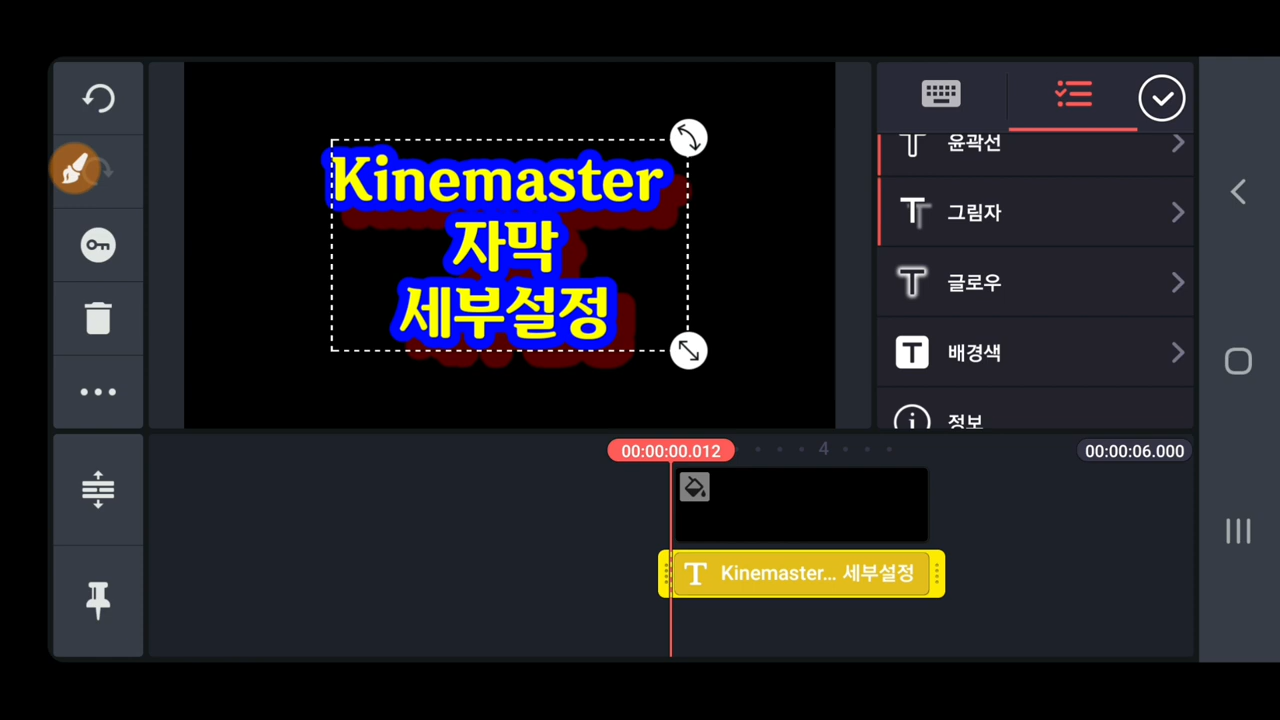 Kinemaster
자막
세부설정
윤곽선
그림자
글로우
배경색
정보
00:00:00.012
4
00:00:06.000
Kinemaster... 세부설정